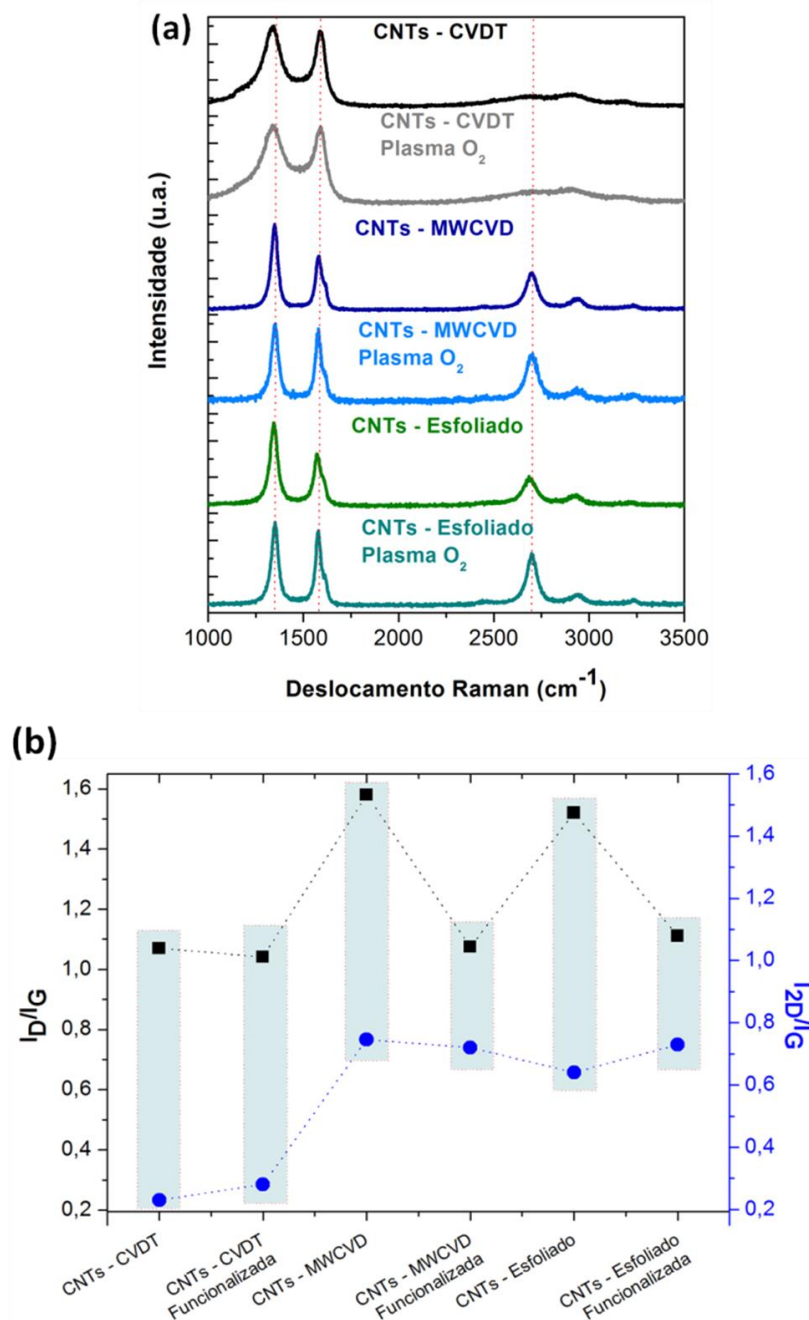 (a)
CNTs - CVDT
CNTs - CVDT
Plasma O2
CNTs - MWCVD
CNTs - MWCVD
Plasma O2
CNTs - Esfoliado
CNTs - Esfoliado
Plasma O2
Intensidade (u.a.)
1000 1500 2000 2500 3000 3500
Deslocamento Raman (cm-1)
(b)
1,6
1,4
1,2
1,0
0,8
0,6
0,4
0,2
ID/IG
1,6
1,4
1,2
1,0
0,8
0,6
0,4
0,2
I2D/IG
CNTs - CVDT
CNTs - CVDT
Funcionalizada
CNTs - MWCVD
CNTs - MWCVD
Funcionalizada
CNTs - Esfoliado
CNTs - Esfoliado
Funcionalizada